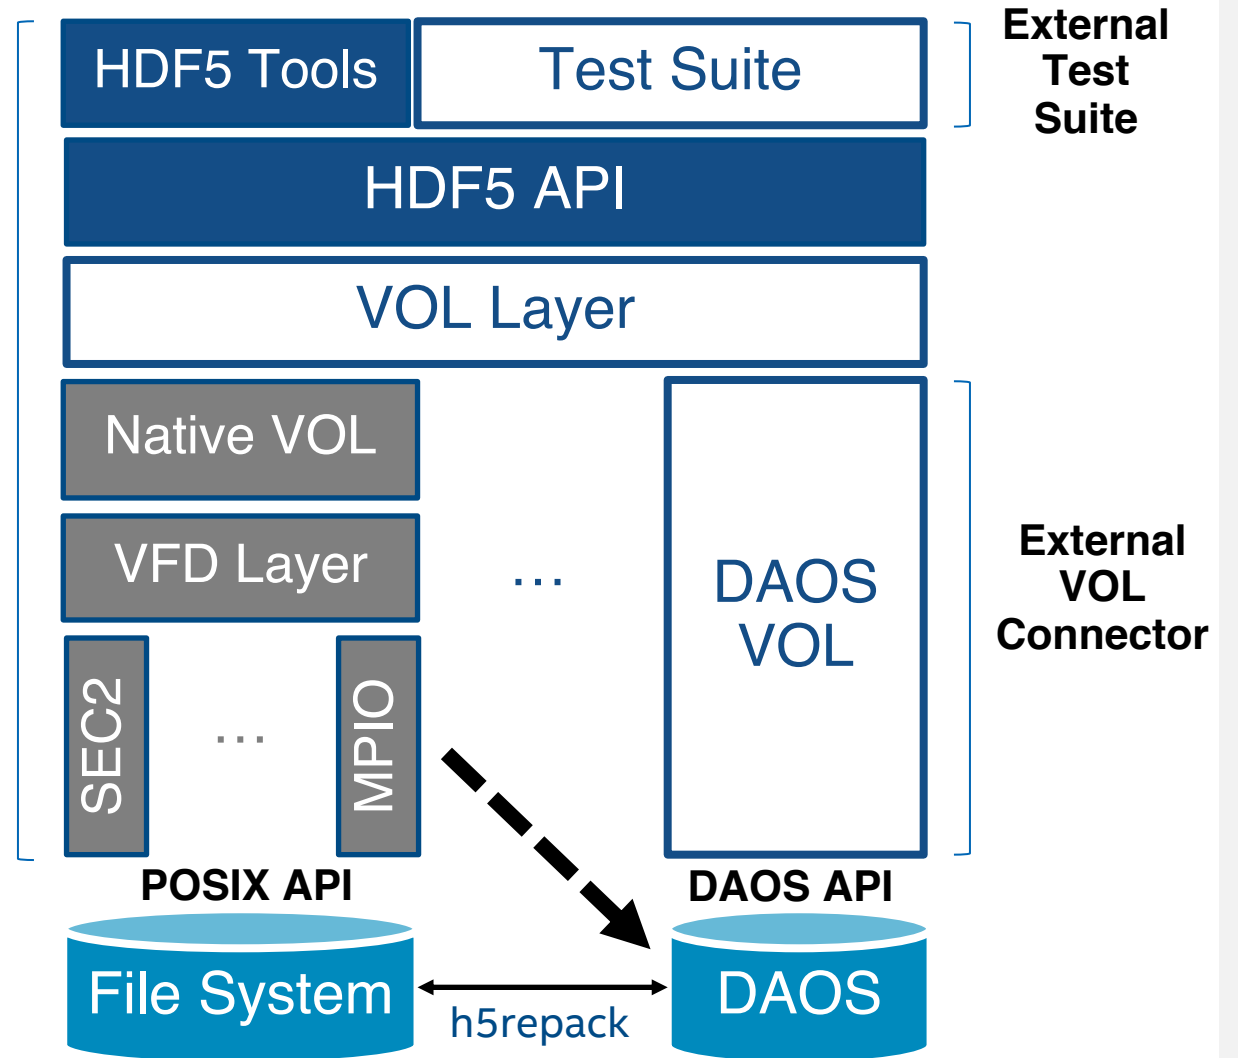 HDF5 Tools
Test Suite
External
Test
Suite
HDF5 API
VOL Layer
Native VOL
VFD Layer
...
DAOS
VOL
External
VOL
Connector
SEC2
...
MPIO
POSIX API
DAOS API
File System
h5repack
DAOS